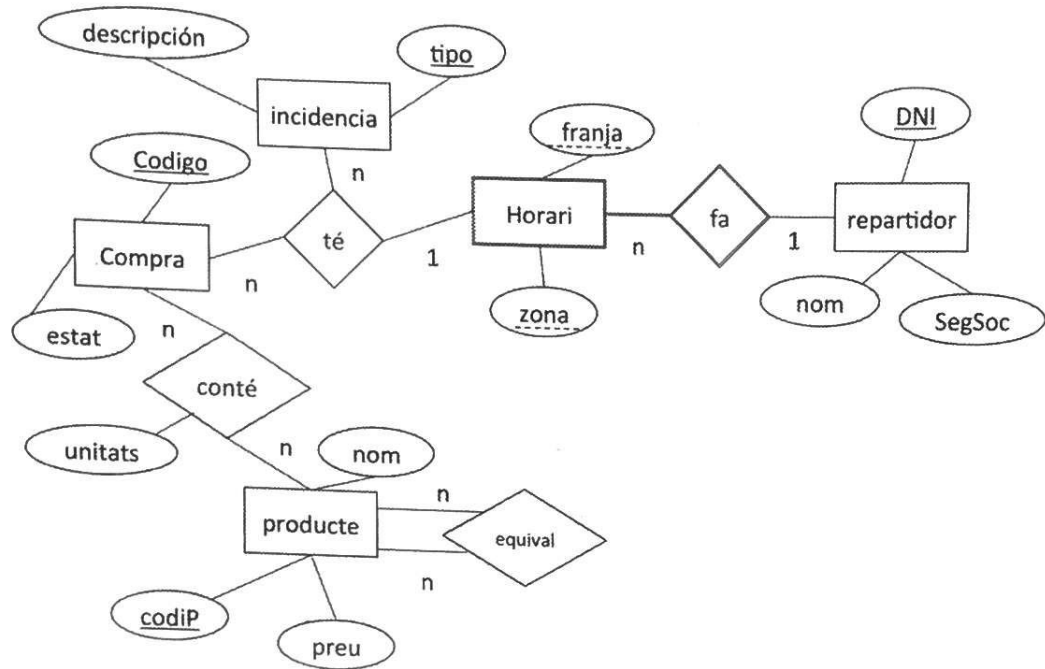 descripción
tipo
incidencia
franja
DNI
Codigo
n
Horari
fa
repartidor
té
Compra
n
1
n
1
estat
n
zona
nom
SegSoc
conté
unitats
n
nom
n
producte
equival
n
codiP
preu